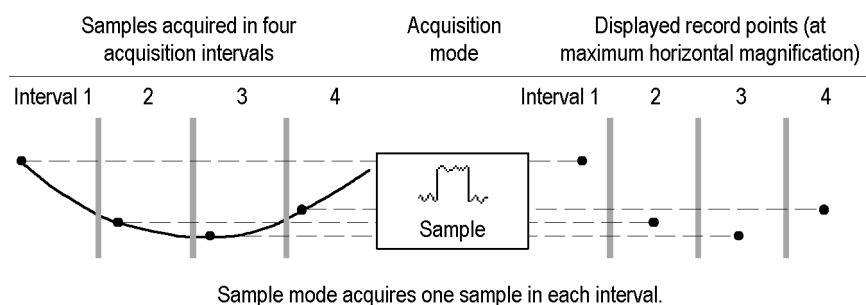 Samples acquired in four
acquisition intervals
Acquisition
mode
Displayed record points (at
maximum horizontal magnification)
Interval 1 2 3 4
Interval 1 2 3 4
Sample
Sample mode acquires one sample in each interval.